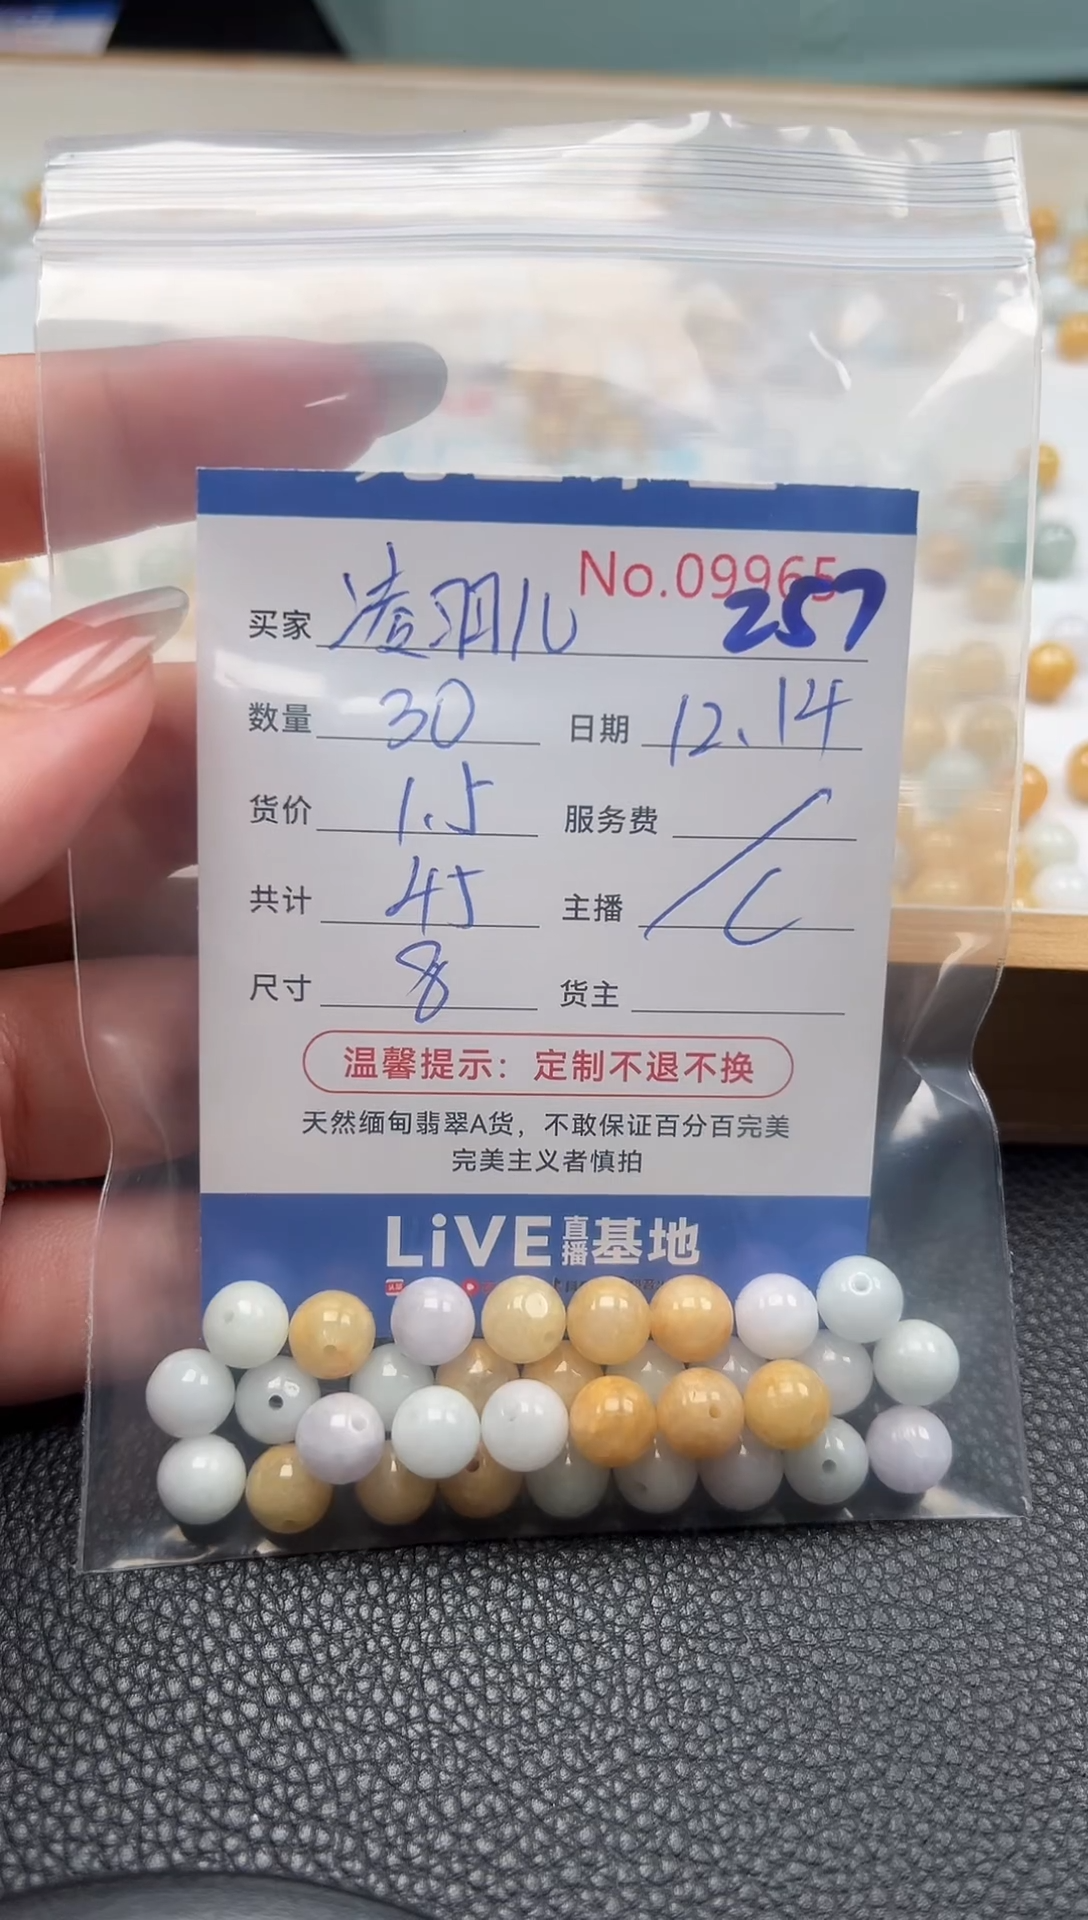 No.09965
257
买家 凌羽儿
数量 30 日期 12.14
货价 1.5 服务费 /
共计 45 主播 C
尺寸 8 货主
温馨提示：定制不退不换
天然缅甸翡翠A货，不敢保证百分百完美
完美主义者慎拍
LiVE直播基地